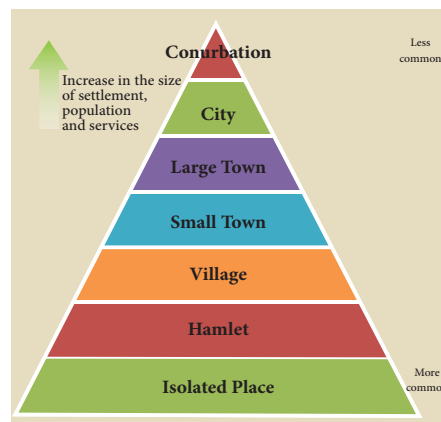 Conurbation
Less
common
Increase in the size
of settlement,
population
and services
City
Large Town
Small Town
Village
Hamlet
More
common
Isolated Place